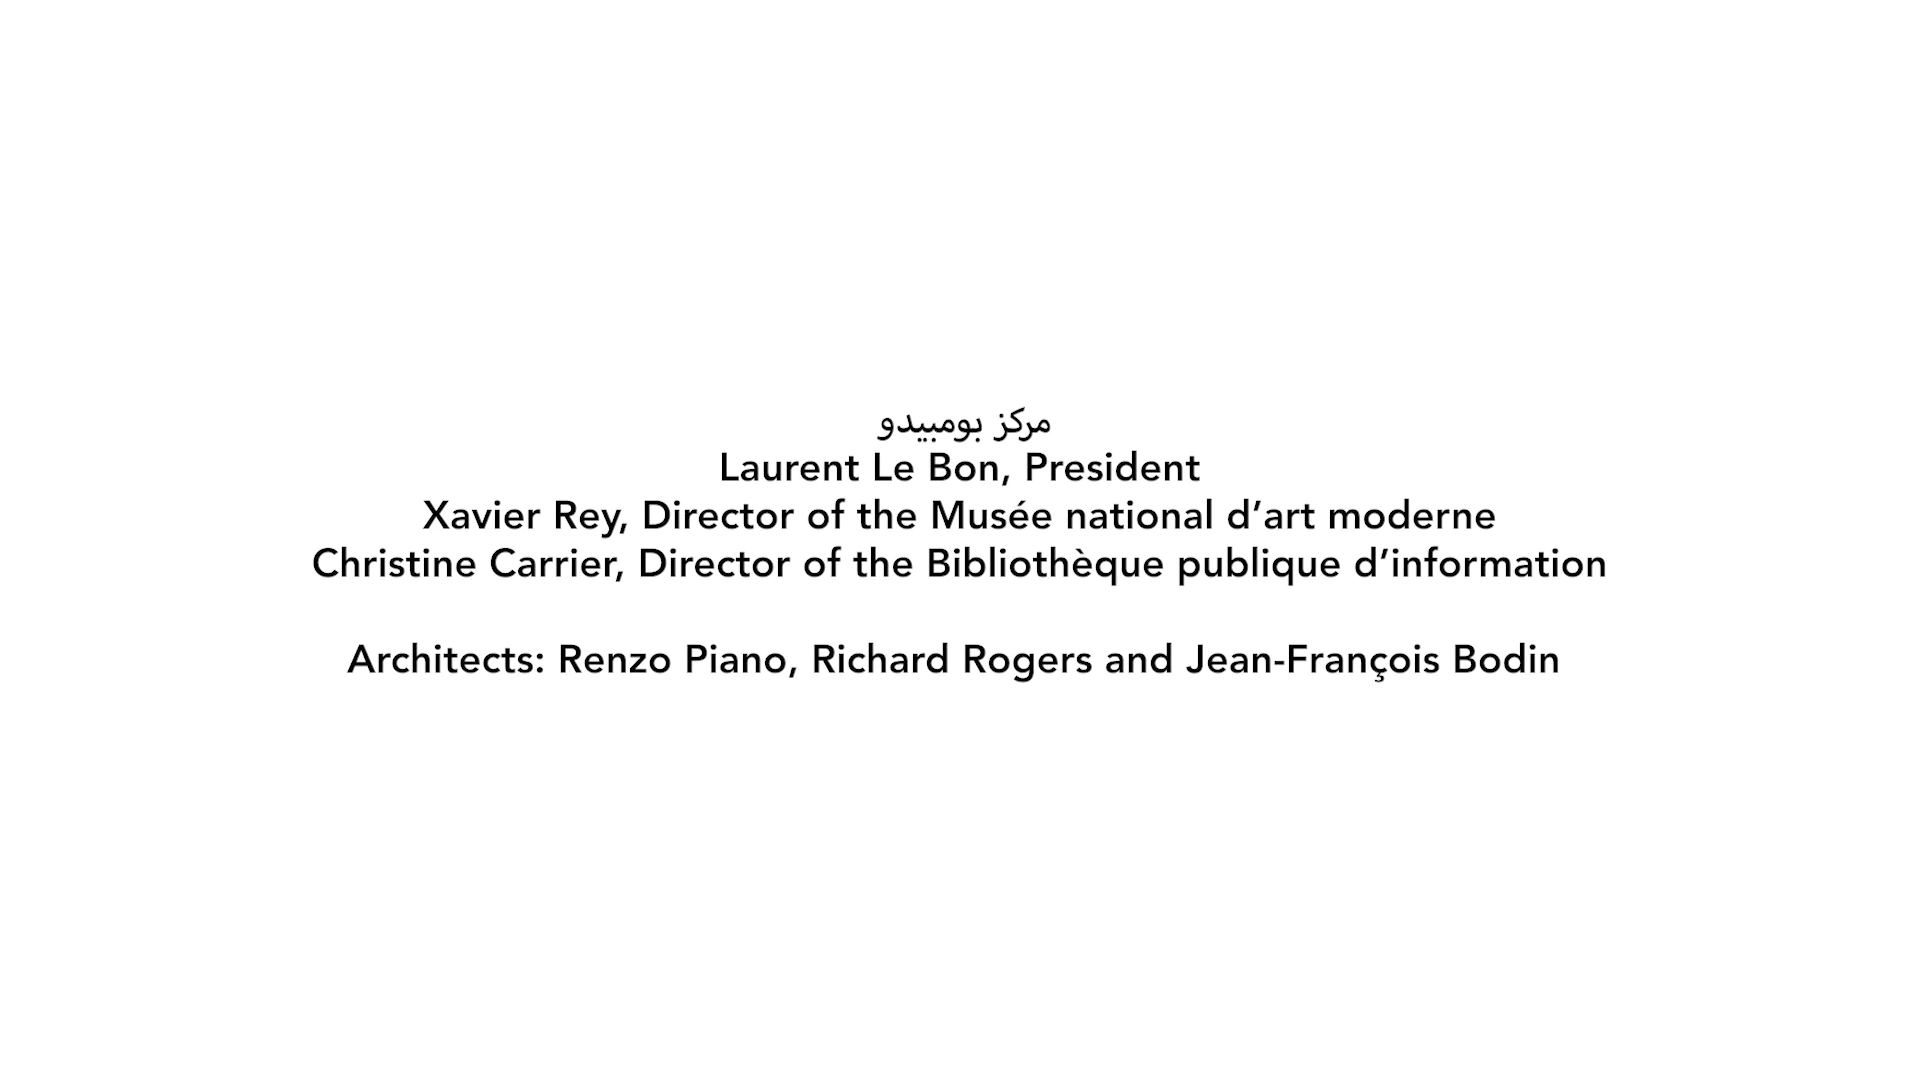 مركز بومبيدو
Laurent Le Bon, President
Xavier Rey, Director of the Musée national d’art moderne
Christine Carrier, Director of the Bibliothèque publique d’information
Architects: Renzo Piano, Richard Rogers and Jean-François Bodin